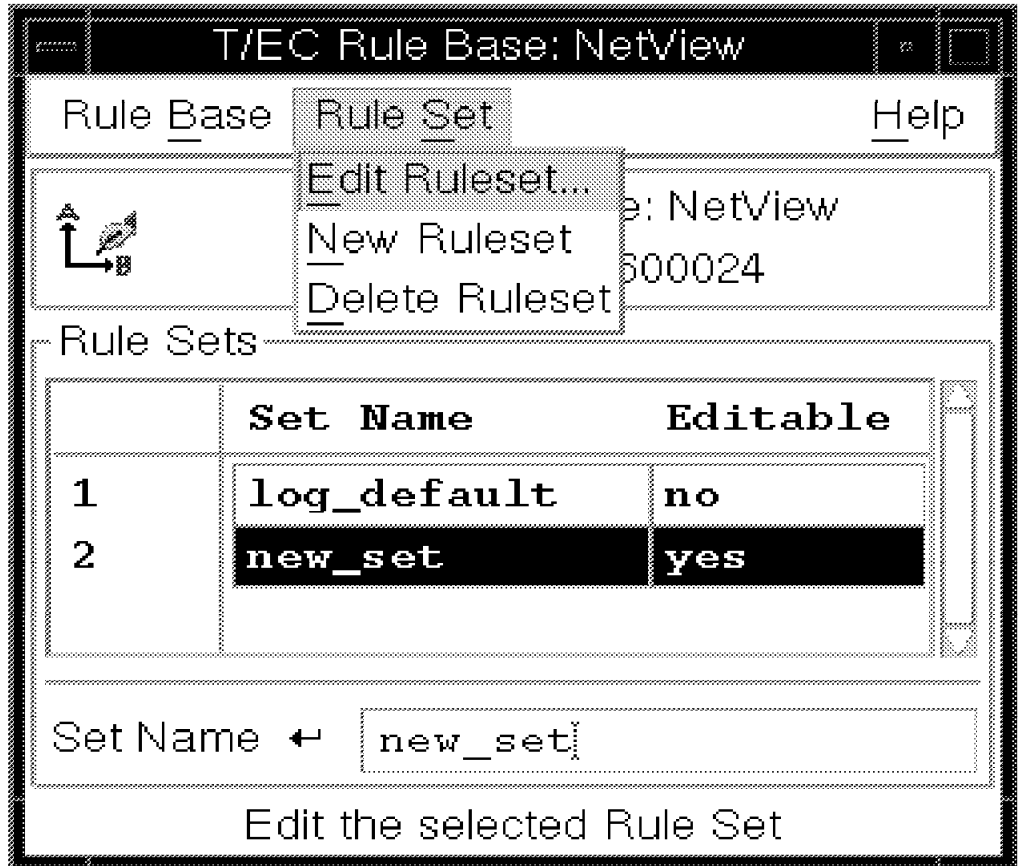 T/EC Rule Base: NetView
Rule Base Rule Set Help
Edit Ruleset...
New Ruleset
Delete Ruleset
e: NetView
600024
Rule Sets
Set Name Editable
1 log_default no
2 new_set yes
Set Name new_set
Edit the selected Rule Set